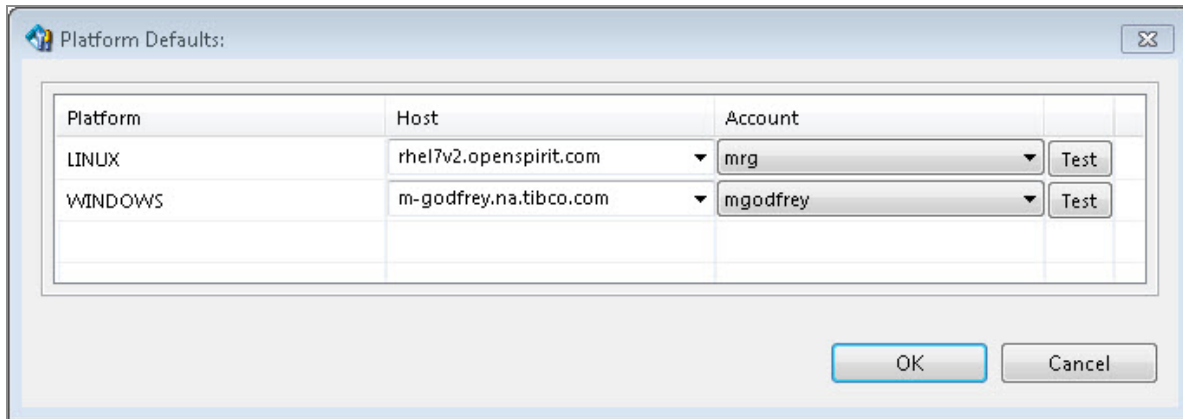 Platform Defaults:
Platform Host Account
LINUX rhel7v2.openspirit.com mrg Test
WINDOWS m-godfrey.na.tibco.com mgodfrey Test
OK Cancel